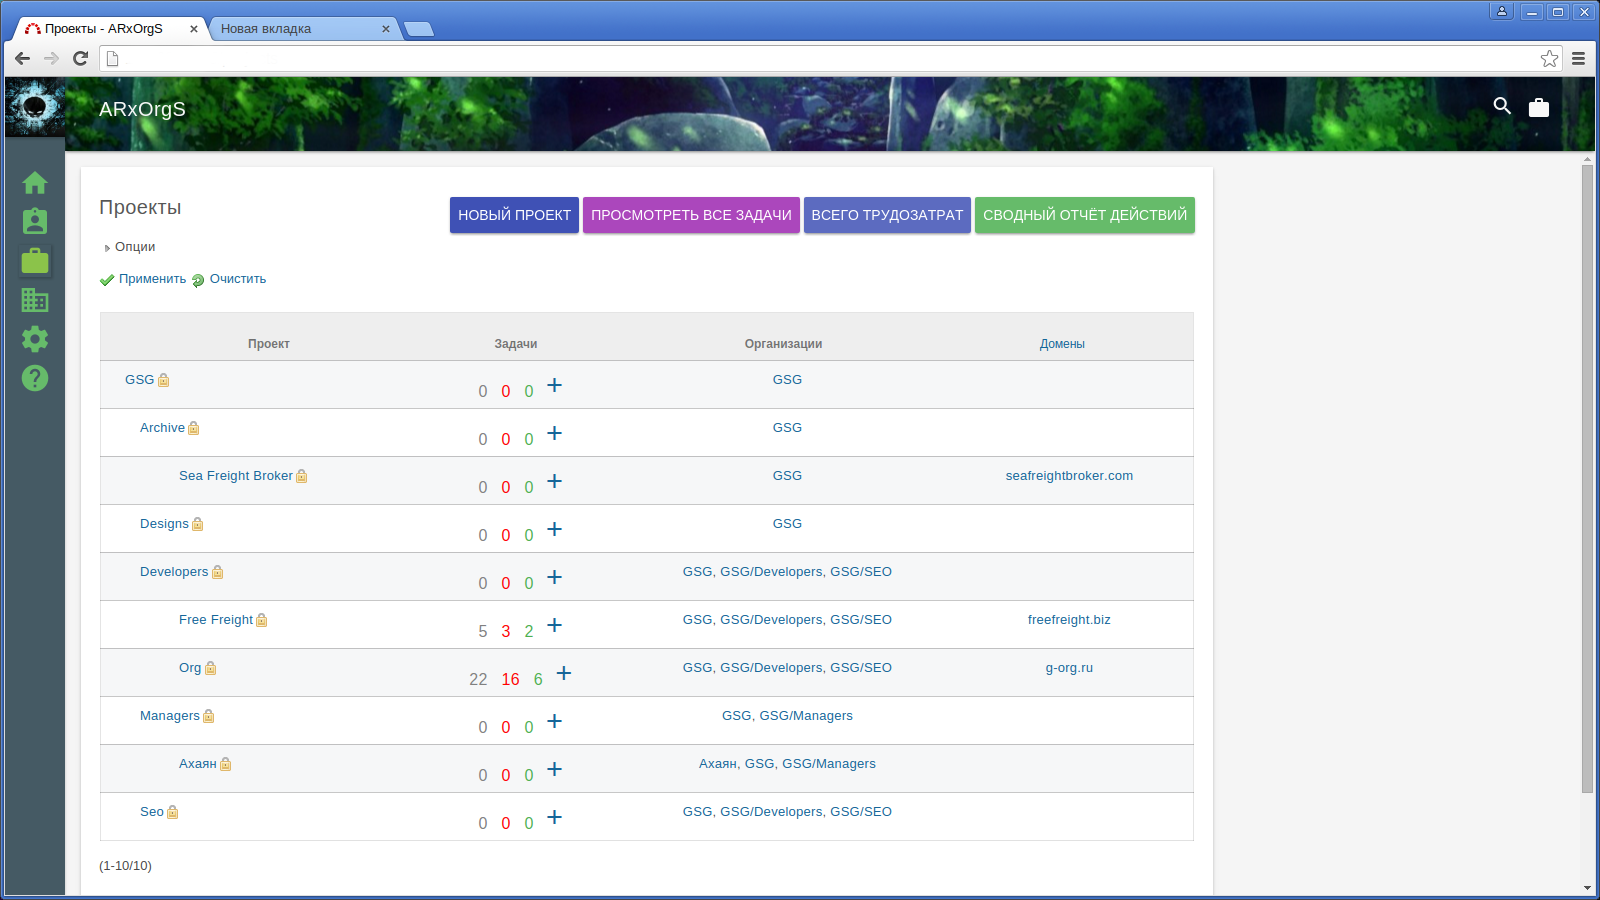 Проекты - ARxOrgS
Новая вкладка
ARxOrgS
Проекты
НОВЫЙ ПРОЕКТ ПРОСМОТРЕТЬ ВСЕ ЗАДАЧИ ВСЕГО ТРУДОЗАТРАТ СВОДНЫЙ ОТЧЁТ ДЕЙСТВИЙ
Опции
Применить Очистить
Проект Задачи Организации Домены
GSG 0 0 0 + GSG
Archive 0 0 0 + GSG
Sea Freight Broker 0 0 0 + GSG seafreightbroker.com
Designs 0 0 0 + GSG
Developers 0 0 0 + GSG, GSG/Developers, GSG/SEO
Free Freight 5 3 2 + GSG, GSG/Developers, GSG/SEO freefreight.biz
Org 22 16 6 + GSG, GSG/Developers, GSG/SEO g-org.ru
Managers 0 0 0 + GSG, GSG/Managers
Ахаян 0 0 0 + Ахаян, GSG, GSG/Managers
Seo 0 0 0 + GSG, GSG/Developers, GSG/SEO
(1-10/10)